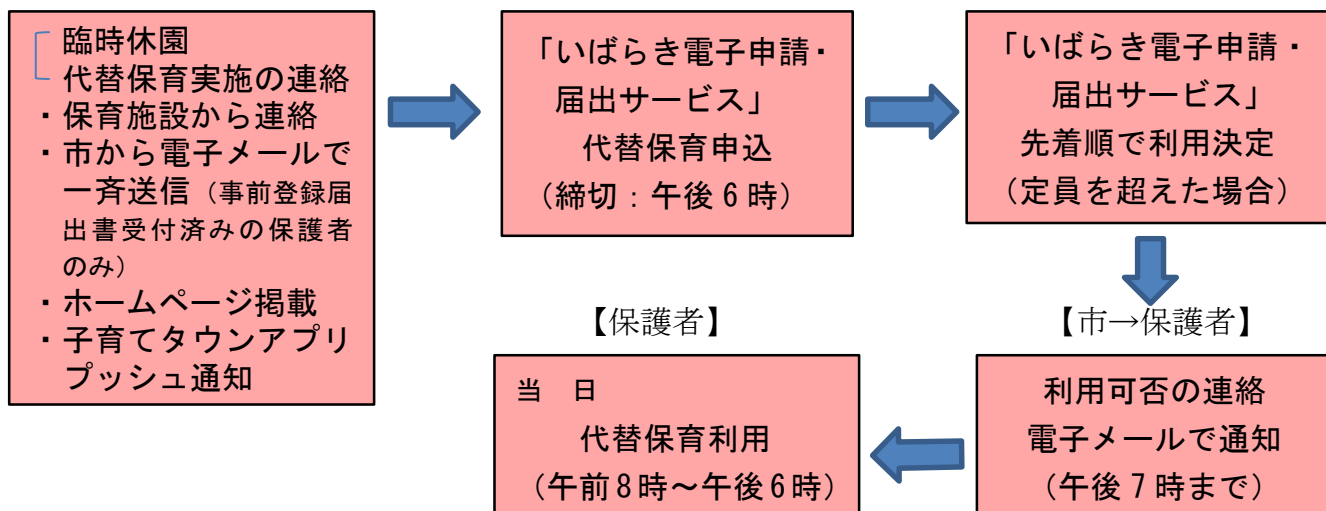 臨時休園
代替保育実施の連絡
・保育施設から連絡
・市から電子メールで
一斉送信（事前登録届
出書受付済みの保護者
のみ）
・ホームページ掲載
・子育てタウンアプリ
プッシュ通知
「いばらき電子申請・
届出サービス」
代替保育申込
（締切：午後６時）
「いばらき電子申請・
届出サービス」
先着順で利用決定
（定員を超えた場合）
【市→保護者】
利用可否の連絡
電子メールで通知
（午後７時まで）
【保護者】
当　日
代替保育利用
（午前８時～午後６時）